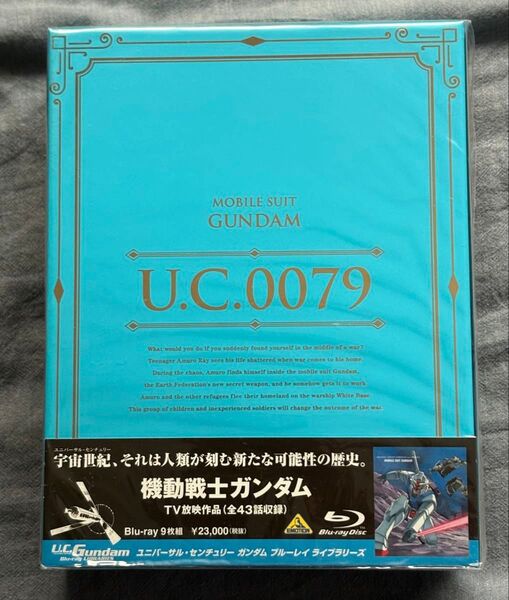 MOBILE SUIT
GUNDAM
U.C.0079
What would you do if you suddenly found yourself in the middle of a war?
Teenager Amuro Ray sees his life shattered when war comes to his home.
During the chaos, Amuro finds himself inside the mobile suit Gundam,
the Earth Federation's new secret weapon, and he somehow gets it to work
Amuro and the other refugees flee their homeland on the warship White Base.
This group of children and inexperienced soldiers will change the outcome of the war.
ユニバーサル・センチュリー
宇宙世紀、それは人類が刻む新たな可能性の歴史。
機動戦士ガンダム
TV放映作品(全43話収録)
Blu-ray 9枚組 ¥23,000(税抜)
EMOTION
Blu-ray Disc
MOBILE SUIT GUNDAM
U.C.Gundam
Blu-ray LIBRARIES
ユニバーサル・センチュリー ガンダム ブルーレイ ライブラリーズ